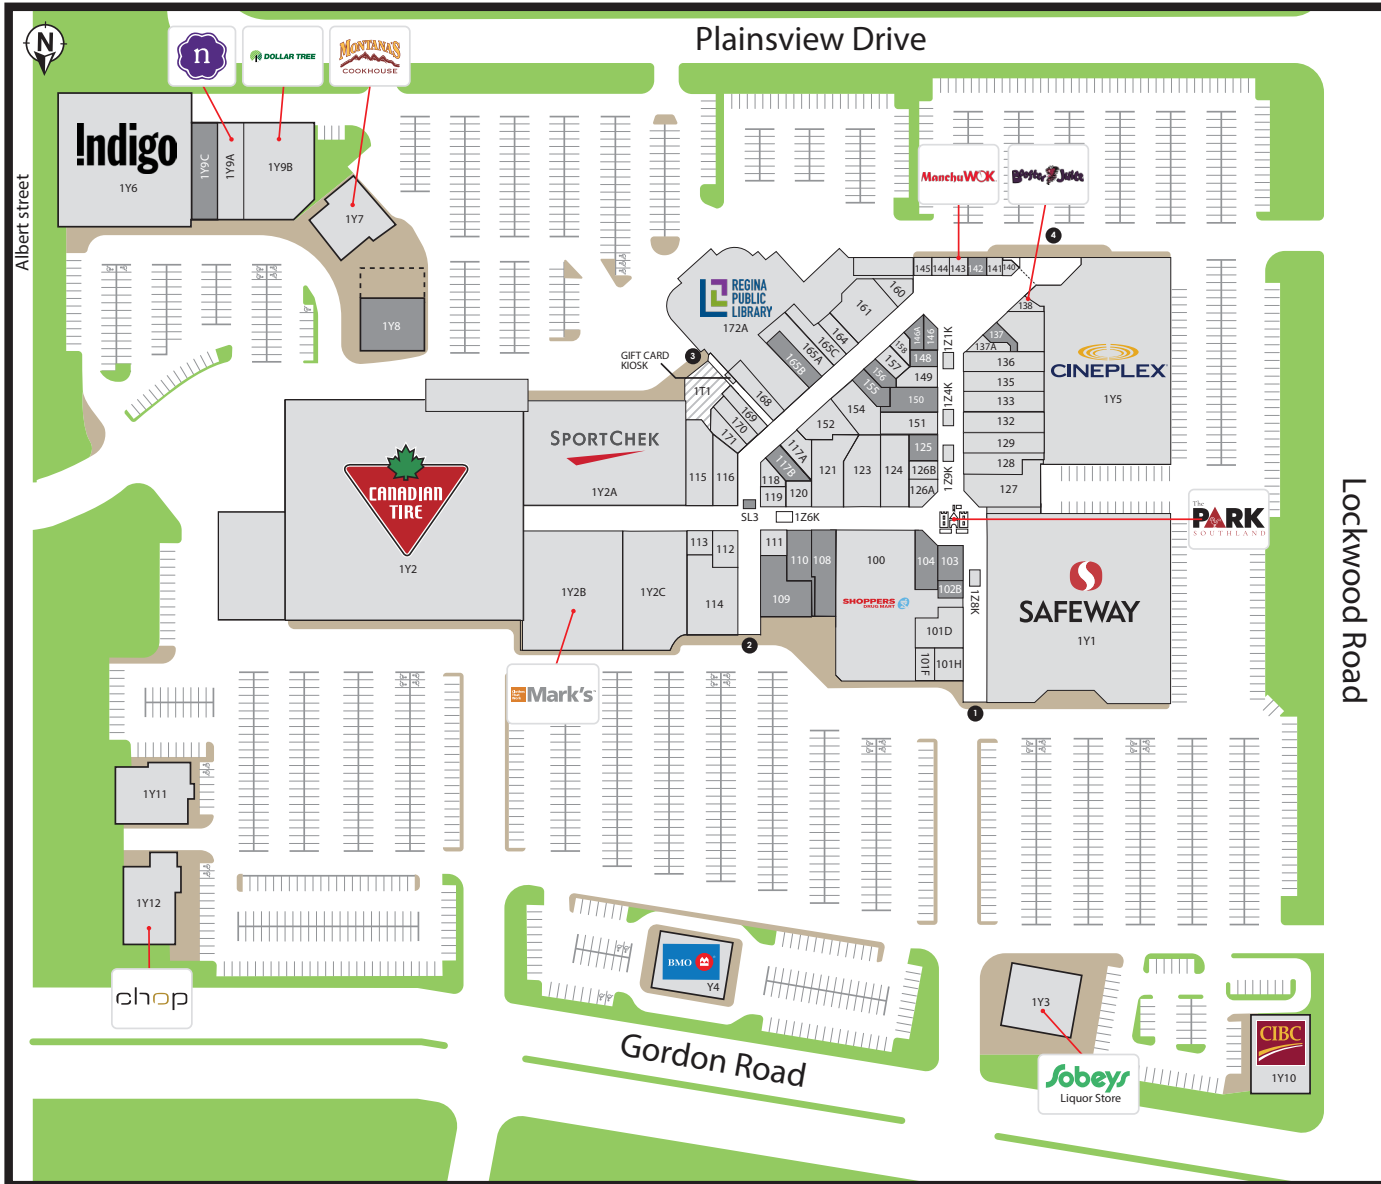 Plainsview Drive
N
n
DOLLAR TREE
MONTANA'S
COOKHOUSE
Albert street
!ndigo
1Y6
1Y9C
1Y9A
1Y9B
1Y7
1Y8
ManchuWOK
Booster Juice
4
145
144
143
142
141
140
138
REGINA
PUBLIC
LIBRARY
172A
160
161
164
165C
165A
165B
168
169
170
171
GIFT CARD
KIOSK
3
1T1
158
157
156
155
154
152
146A
146
148
149
150
151
125
126B
126A
1Z1K
1Z4K
1Z9K
137
137A
136
135
133
132
129
128
127
CINEPLEX
1Y5
SPORTCHEK
1Y2A
115
116
117A
117B
118
119
120
121
123
124
SL3
1Z6K
CANADIAN
TIRE
1Y2
The
PARK
SOUTHLAND
Lockwood Road
113
112
111
110
108
109
114
1Y2B
1Y2C
100
SHOPPERS
DRUG MART
104
103
102B
101D
101F
101H
1Z8K
SAFEWAY
1Y1
2
1
Mark's
1Y11
1Y12
chop
BMO
Y4
1Y3
Sobeys
Liquor Store
CIBC
1Y10
Gordon Road